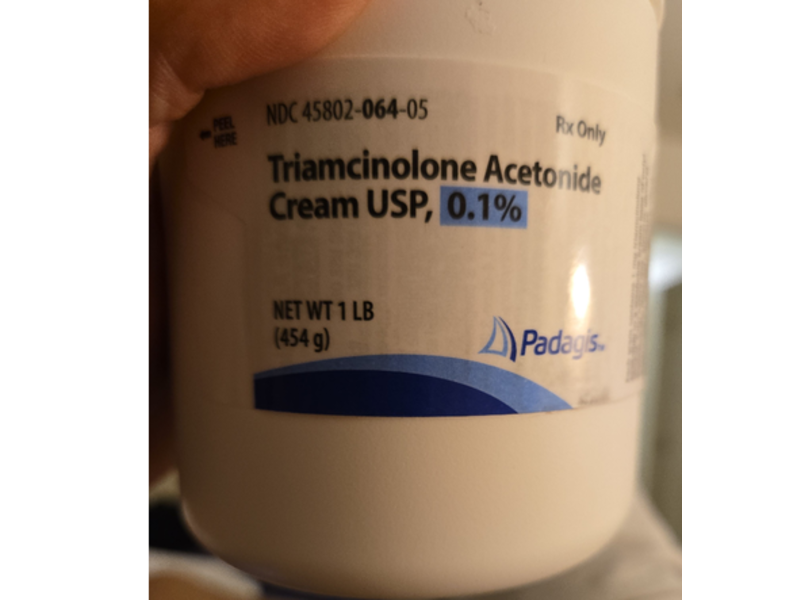 PEEL
HERE
NDC 45802-064-05
Rx Only
Triamcinolone Acetonide
Cream USP, 0.1%
NET WT 1 LB
(454 g)
Padagis™